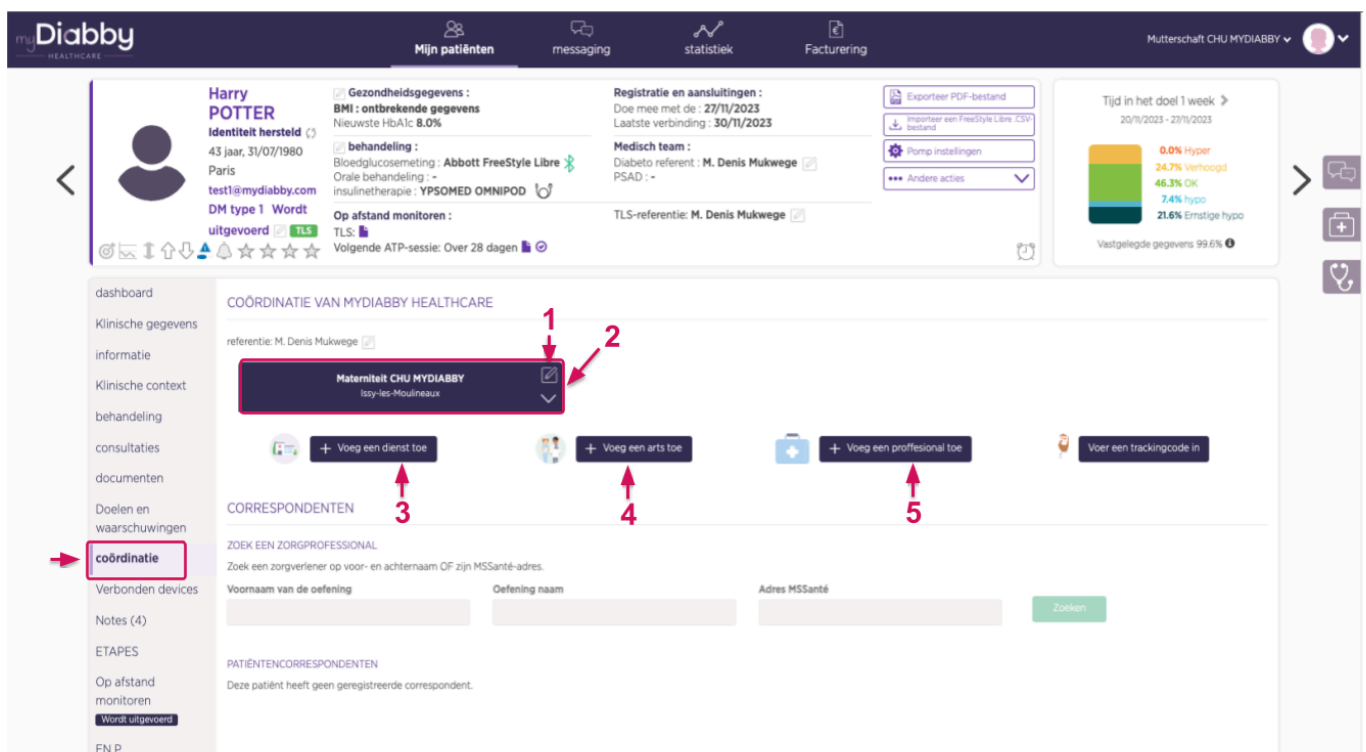 myDiabby
HEALTHCARE
Mijn patiënten
messaging
statistiek
Facturering
Mutterschaft CHU MYDIABBY
Harry
POTTER
Identiteit hersteld
43 jaar, 31/07/1980
Paris
test1@mydiabby.com
DM type 1 Wordt
uitgevoerd TLS
Gezondheidsgegevens :
BMI : ontbrekende gegevens
Nieuwste HbA1c 8.0%
behandeling :
Bloedglucosemeting : Abbott FreeStyle Libre
Orale behandeling : -
insulinetherapie : YPSOMED OMNIPOD
Op afstand monitoren :
TLS:
Volgende ATP-sessie: Over 28 dagen
Registratie en aansluitingen :
Doe mee met de : 27/11/2023
Laatste verbinding : 30/11/2023
Medisch team :
Diabeto referent : M. Denis Mukwege
PSAD : -
TLS-referentie: M. Denis Mukwege
Exporteer PDF-bestand
Importeer een FreeStyle Libre .CSV-
bestand
Pomp instellingen
Andere acties
Tijd in het doel 1 week
20/11/2023 - 27/11/2023
0.0% Hyper
24.7% Verhoogd
46.3% OK
7.4% hypo
21.6% Ernstige hypo
Vastgelegde gegevens 99.6%
dashboard
Klinische gegevens
informatie
Klinische context
behandeling
consultaties
documenten
Doelen en
waarschuwingen
coördinatie
Verbonden devices
Notes (4)
ETAPES
Op afstand
monitoren
Wordt uitgevoerd
EN P
COÖRDINATIE VAN MYDIABBY HEALTHCARE
1
2
referentie: M. Denis Mukwege
Materniteit CHU MYDIABBY
Issy-les-Moulineaux
+ Voeg een dienst toe
+ Voeg een arts toe
+ Voeg een proffesional toe
Voer een trackingcode in
3
4
5
CORRESPONDENTEN
ZOEK EEN ZORGPROFESSIONAL
Zoek een zorgverlener op voor- en achternaam OF zijn MSSanté-adres.
Voornaam van de oefening
Oefening naam
Adres MSSanté
Zoeken
PATIËNTENCORRESPONDENTEN
Deze patiënt heeft geen geregistreerde correspondent.